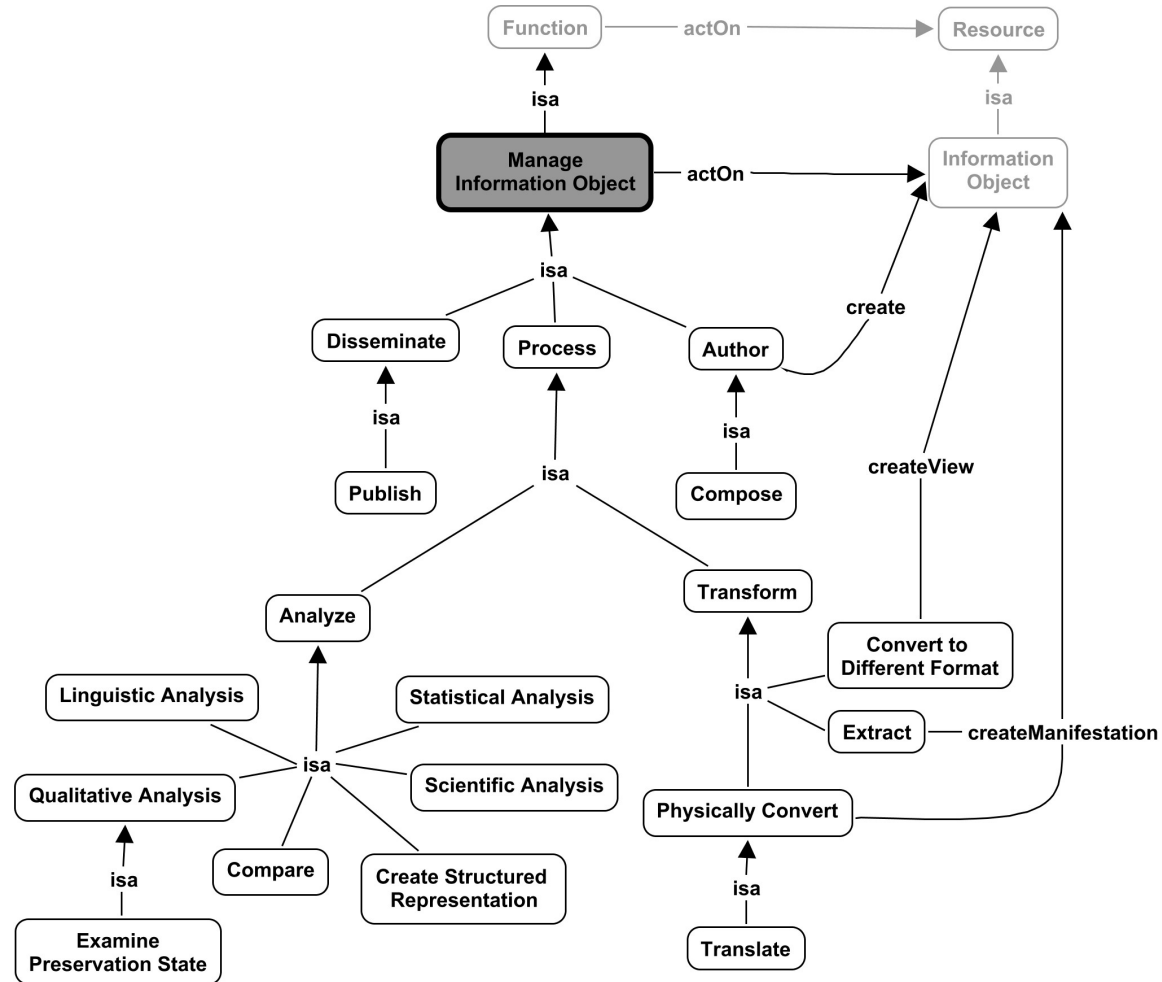 Function
actOn
Resource
isa
isa
Manage
Information Object
actOn
Information
Object
isa
create
Disseminate
Process
Author
isa
isa
createView
isa
Publish
Compose
Analyze
Transform
Convert to
Different Format
Linguistic Analysis
Statistical Analysis
isa
Extract
createManifestation
isa
Qualitative Analysis
Scientific Analysis
Physically Convert
Compare
Create Structured
Representation
isa
isa
Examine
Preservation State
Translate